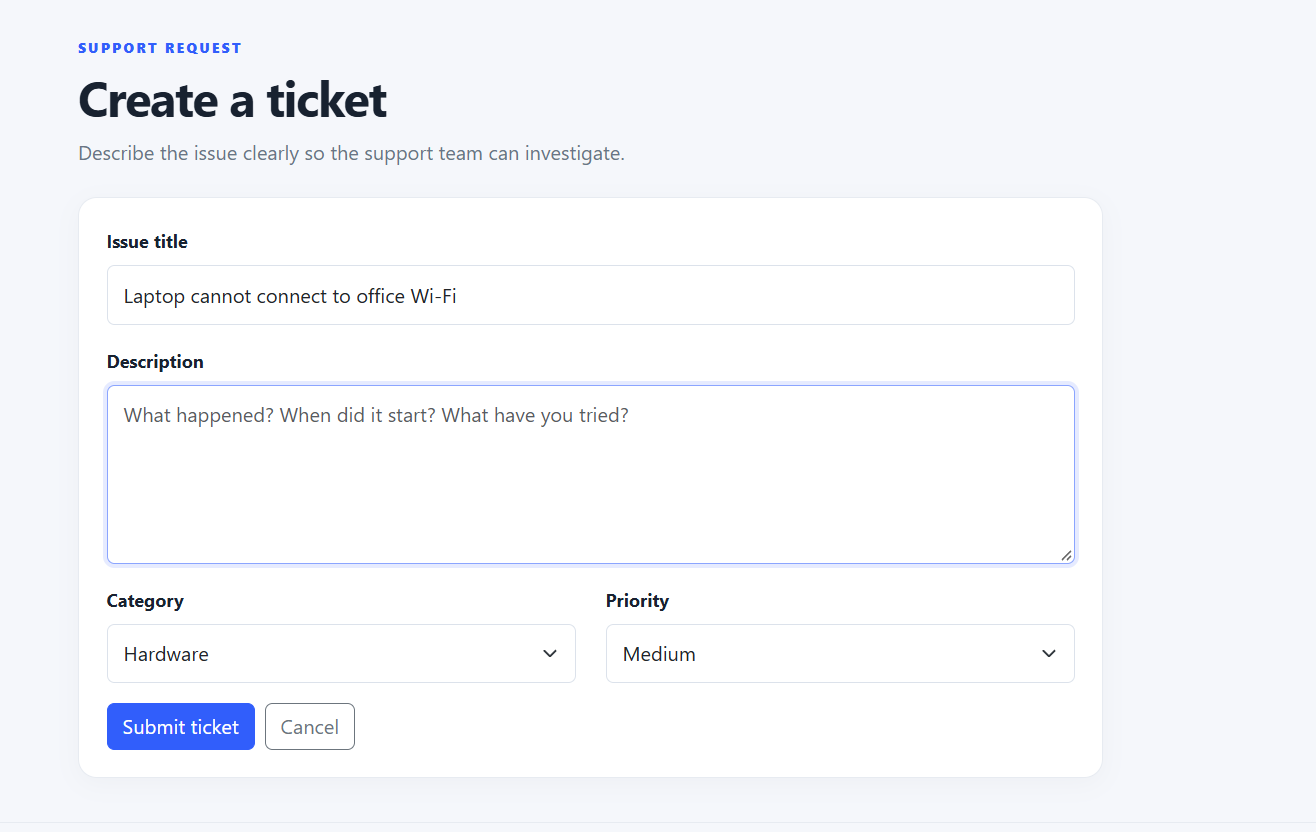 SUPPORT REQUEST
Create a ticket
Describe the issue clearly so the support team can investigate.
Issue title
Laptop cannot connect to office Wi-Fi
Description
What happened? When did it start? What have you tried?
Category
Priority
Hardware
Medium
Submit ticket
Cancel